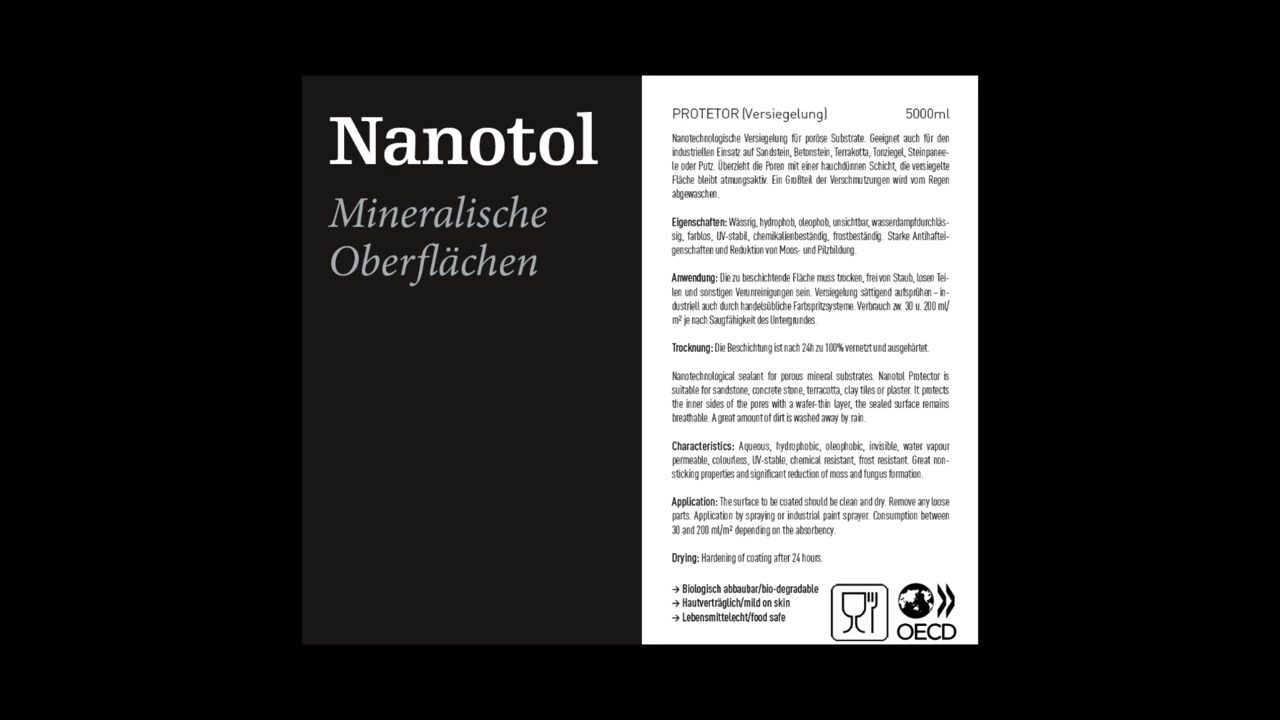 Nanotol
Mineralische
Oberflächen
PROTETOR (Versiegelung) 5000ml
Nanotechnologische Versiegelung für poröse Substrate. Geeignet auch für den
industriellen Einsatz auf Sandstein, Betonstein, Terrakotta, Tonziegel, Steinpanee-
le oder Putz. Überzieht die Poren mit einer hauchdünnen Schicht, die versiegelte
Fläche bleibt atmungsaktiv. Ein Großteil der Verschmutzungen wird vom Regen
abgewaschen.
Eigenschaften: Wässrig, hydrophob, oleophob, unsichtbar, wasserdampfdurchläs-
sig, farblos, UV-stabil, chemikalienbeständig, frostbeständig. Starke Antihaftei-
genschaften und Reduktion von Moos- und Pilzbildung.
Anwendung: Die zu beschichtende Fläche muss trocken, frei von Staub, losen Tei-
len und sonstigen Verunreinigungen sein. Versiegelung sättigend aufsprühen – in-
dustriell auch durch handelsübliche Farbspritzsysteme. Verbrauch zw. 30 u. 200 ml/
m² je nach Saugfähigkeit des Untergrundes.
Trocknung: Die Beschichtung ist nach 24h zu 100% vernetzt und ausgehärtet.
Nanotechnological sealant for porous mineral substrates. Nanotol Protector is
suitable for sandstone, concrete stone, terracotta, clay tiles or plaster. It protects
the inner sides of the pores with a wafer-thin layer, the sealed surface remains
breathable. A great amount of dirt is washed away by rain.
Characteristics: Aqueous, hydrophobic, oleophobic, invisible, water vapour
permeable, colourless, UV-stable, chemical resistant, frost resistant. Great non-
sticking properties and significant reduction of moss and fungus formation.
Application: The surface to be coated should be clean and dry. Remove any loose
parts. Application by spraying or industrial paint sprayer. Consumption between
30 and 200 ml/m² depending on the absorbency.
Drying: Hardening of coating after 24 hours.
→ Biologisch abbaubar/bio-degradable
→ Hautverträglich/mild on skin
→ Lebensmittelecht/food safe
OECD